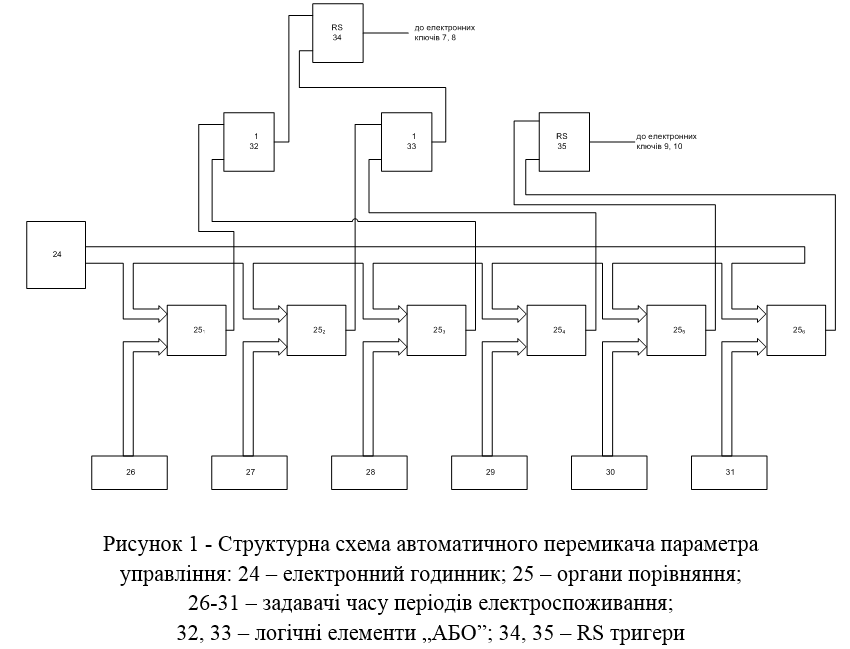 RS
34
до електронних
ключів 7, 8
1
32
1
33
RS
35
до електронних
ключів 9, 10
24
25₁
25₂
25₃
25₄
25₅
25₆
26
27
28
29
30
31
Рисунок 1 - Структурна схема автоматичного перемикача параметра
управління: 24 – електронний годинник; 25 – органи порівняння;
26-31 – задавачі часу періодів електроспоживання;
32, 33 – логічні елементи „АБО”; 34, 35 – RS тригери